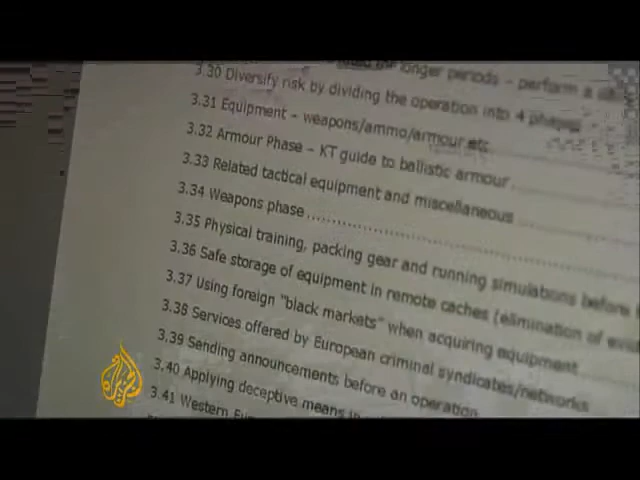 longer periods – perform a
3.30 Diversify risk by dividing the operation into 4 phases
3.31 Equipment – weapons/ammo/armour etc.
3.32 Armour Phase – KT guide to ballistic armour
3.33 Related tactical equipment and miscellaneous
3.34 Weapons phase
3.35 Physical training, packing gear and running simulations before
3.36 Safe storage of equipment in remote caches (elimination of
3.37 Using foreign "black markets" when acquiring equipment
3.38 Services offered by European criminal syndicates/networks
3.39 Sending announcements before an operation
3.40 Applying deceptive means
3.41 Western